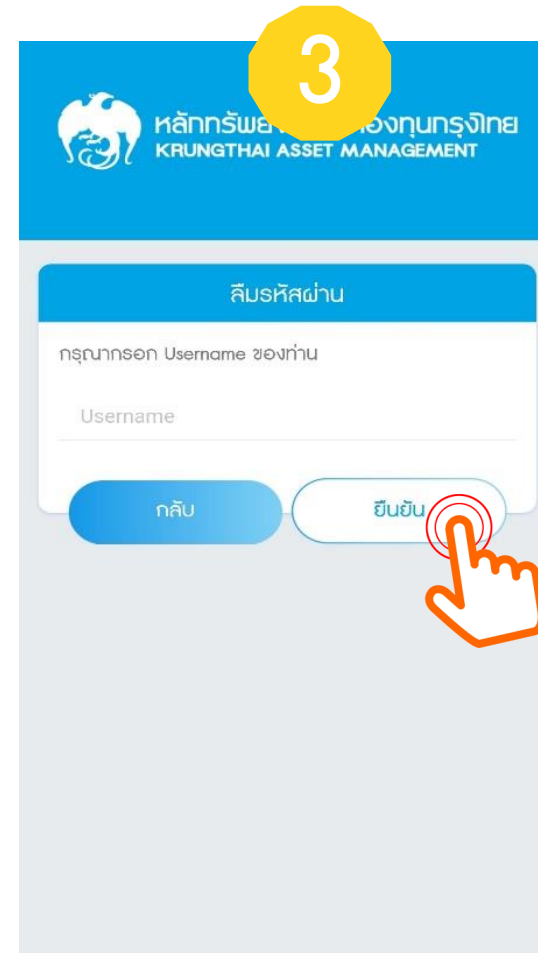 3
หลักทรัพย์ องทุนกรุงไทย
KRUNGTHAI ASSET MANAGEMENT
ลืมรหัสผ่าน
กรุณากรอก Username ของท่าน
Username
กลับ
ยืนยัน